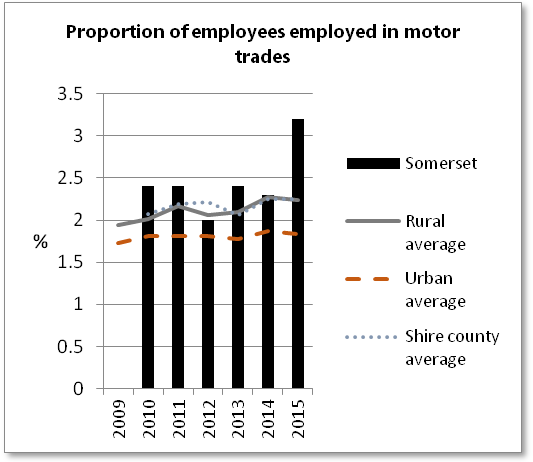 Proportion of employees employed in motor
trades
3.5
3
2.5
2
1.5
1
0.5
0
%
2009
2010
2011
2012
2013
2014
2015
Somerset
Rural
average
Urban
average
Shire county
average